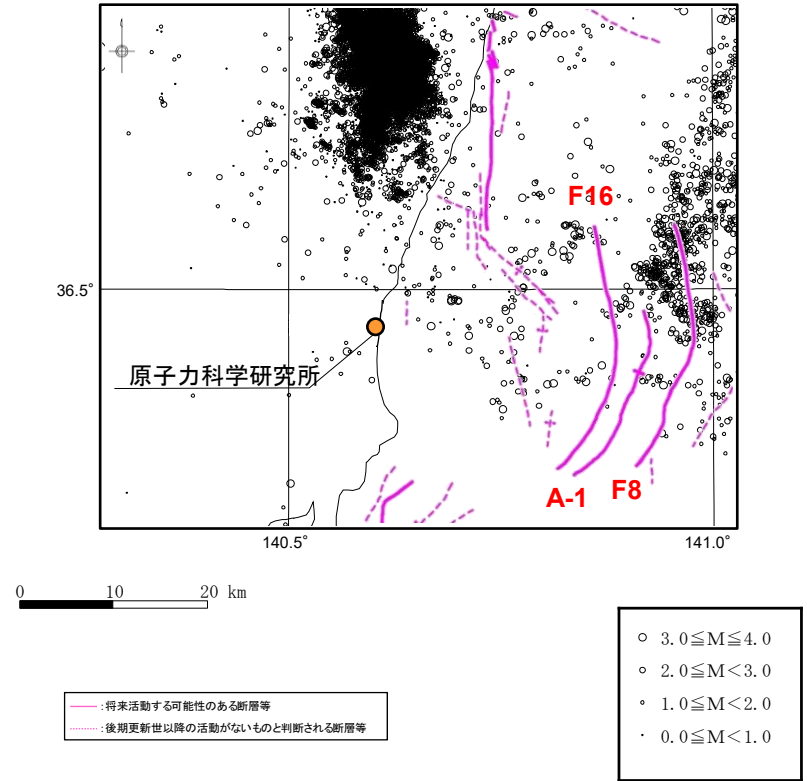 F16
36.5°
原子力科学研究所
A-1
F8
140.5°
141.0°
0 10 20 km
3.0≦M≦4.0
2.0≦M<3.0
1.0≦M<2.0
0.0≦M<1.0
:将来活動する可能性のある断層等
:後期更新世以降の活動がないものと判断される断層等